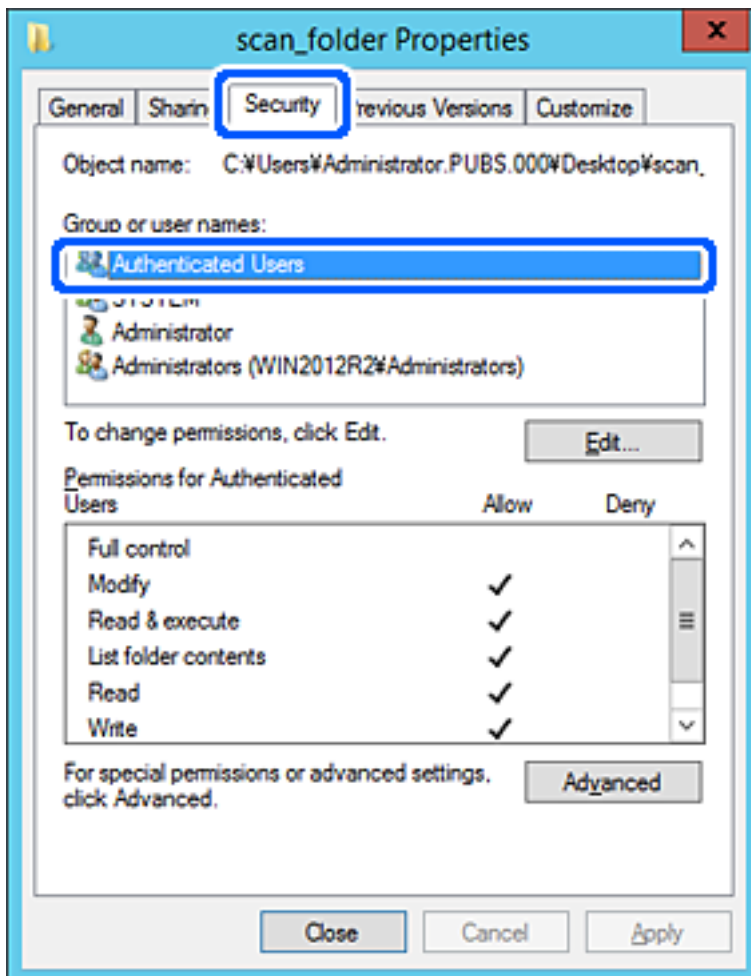 scan_folder Properties
x
General Sharin Security revious Versions Customize
Object name: C:¥Users¥Administrator.PUBS.000¥Desktop¥scan_
Group or user names:
Authenticated Users
SYSTEM
Administrator
Administrators (WIN2012R2¥Administrators)
To change permissions, click Edit.
Edit...
Permissions for Authenticated
Users Allow Deny
Full control
Modify
Read & execute
List folder contents
Read
Write
For special permissions or advanced settings,
click Advanced.
Advanced
Close Cancel Apply